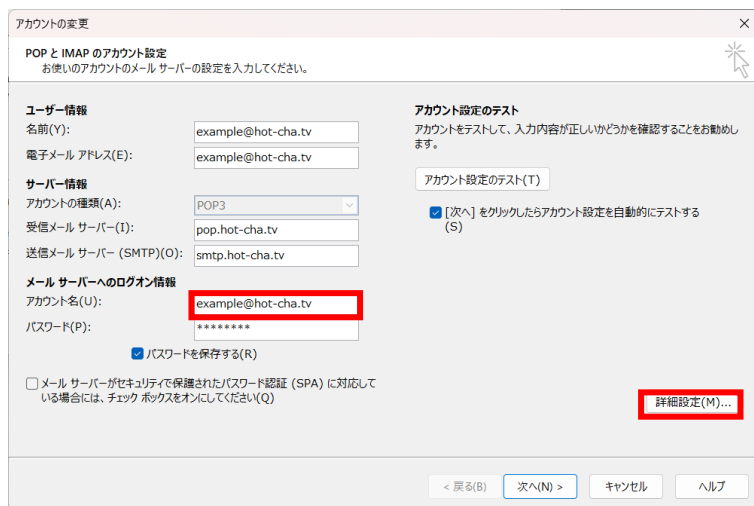 アカウントの変更
POP と IMAP のアカウント設定
お使いのアカウントのメール サーバーの設定を入力してください。
ユーザー情報
名前(Y):
example@hot-cha.tv
電子メール アドレス(E):
example@hot-cha.tv
サーバー情報
アカウントの種類(A):
POP3
受信メール サーバー(I):
pop.hot-cha.tv
送信メール サーバー (SMTP)(O):
smtp.hot-cha.tv
メール サーバーへのログオン情報
アカウント名(U):
example@hot-cha.tv
パスワード(P):
********
パスワードを保存する(R)
メール サーバーがセキュリティで保護されたパスワード認証 (SPA) に対応して
いる場合には、チェック ボックスをオンにしてください(Q)
アカウント設定のテスト
アカウントをテストして、入力内容が正しいかどうかを確認することをお勧めし
ます。
アカウント設定のテスト(T)
[次へ] をクリックしたらアカウント設定を自動的にテストする
(S)
詳細設定(M)...
< 戻る(B)
次へ(N) >
キャンセル
ヘルプ